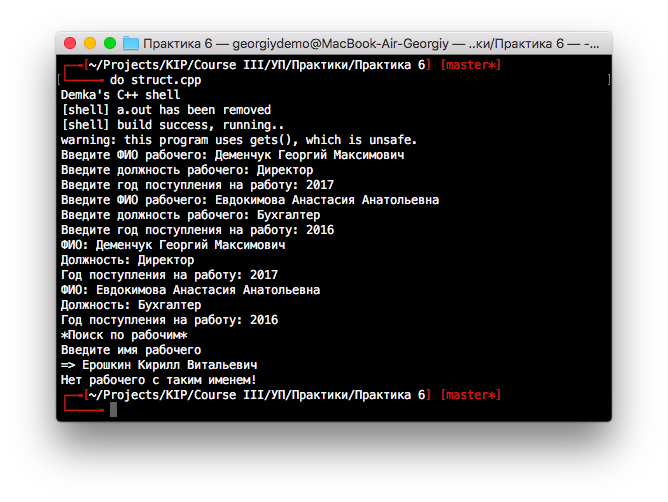 Практика 6 — georgiydemo@MacBook-Air-Georgiy — ..ки/Практика 6 — -...
[~/Projects/KIP/Course III/УП/Практики/Практика 6] [master*]
do struct.cpp
Demka's C++ shell
[shell] a.out has been removed
[shell] build success, running..
warning: this program uses gets(), which is unsafe.
Введите ФИО рабочего: Деменчук Георгий Максимович
Введите должность рабочего: Директор
Введите год поступления на работу: 2017
Введите ФИО рабочего: Евдокимова Анастасия Анатольевна
Введите должность рабочего: Бухгалтер
Введите год поступления на работу: 2016
ФИО: Деменчук Георгий Максимович
Должность: Директор
Год поступления на работу: 2017
ФИО: Евдокимова Анастасия Анатольевна
Должность: Бухгалтер
Год поступления на работу: 2016
*Поиск по рабочим*
Введите имя рабочего
=> Ерошкин Кирилл Витальевич
Нет рабочего с таким именем!
[~/Projects/KIP/Course III/УП/Практики/Практика 6] [master*]